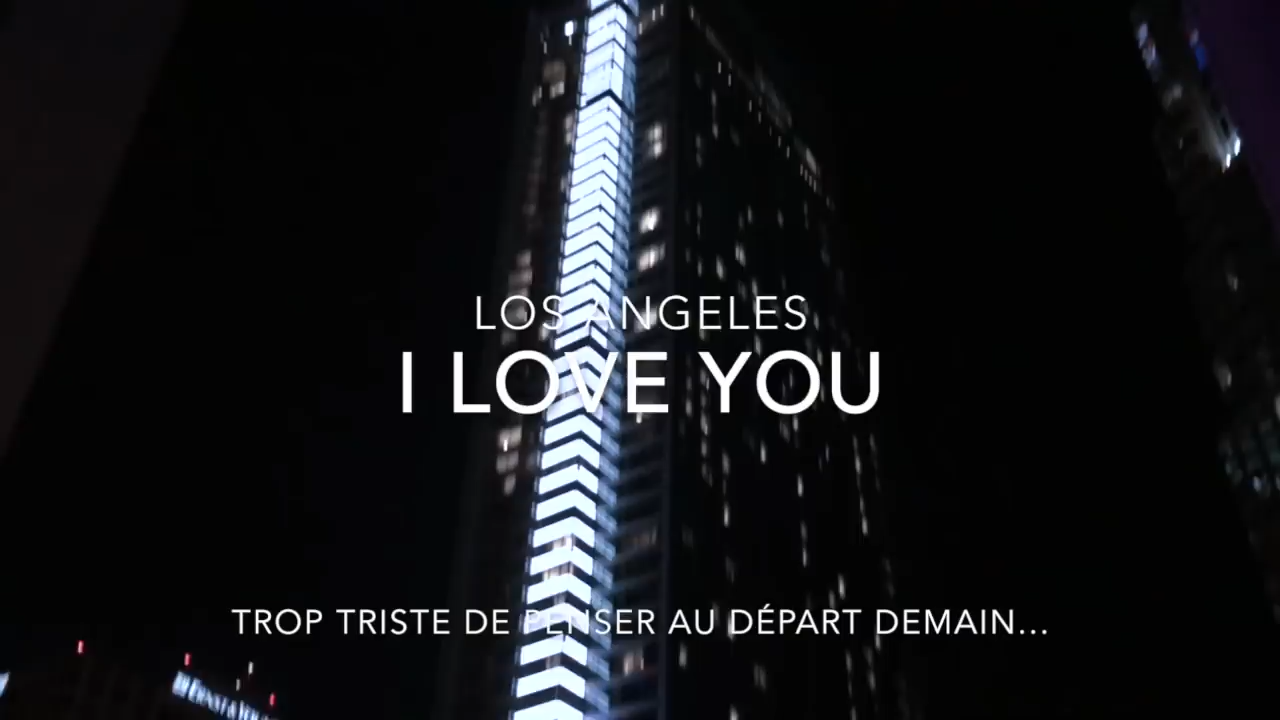 LOS ANGELES
I LOVE YOU
TROP TRISTE DE PENSER AU DÉPART DEMAIN...